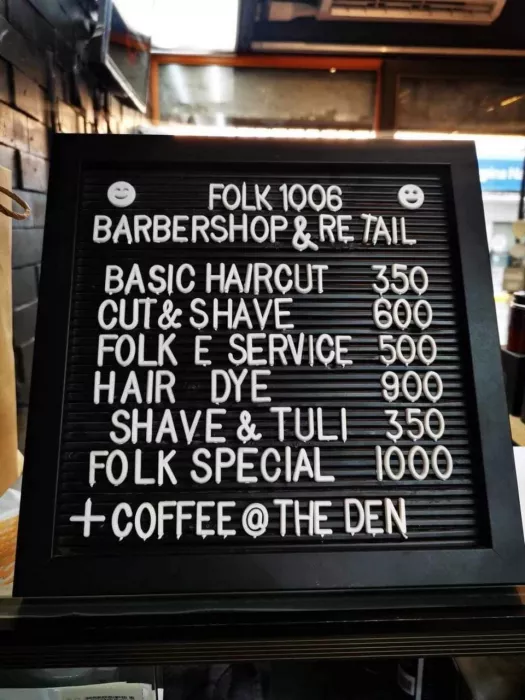 FOLK 1006
BARBERSHOP & RETAIL
BASIC HAIRCUT 350
CUT & SHAVE 600
FOLK E SERVICE 500
HAIR DYE 900
SHAVE & TULI 350
FOLK SPECIAL 1000
+ COFFEE @ THE DEN